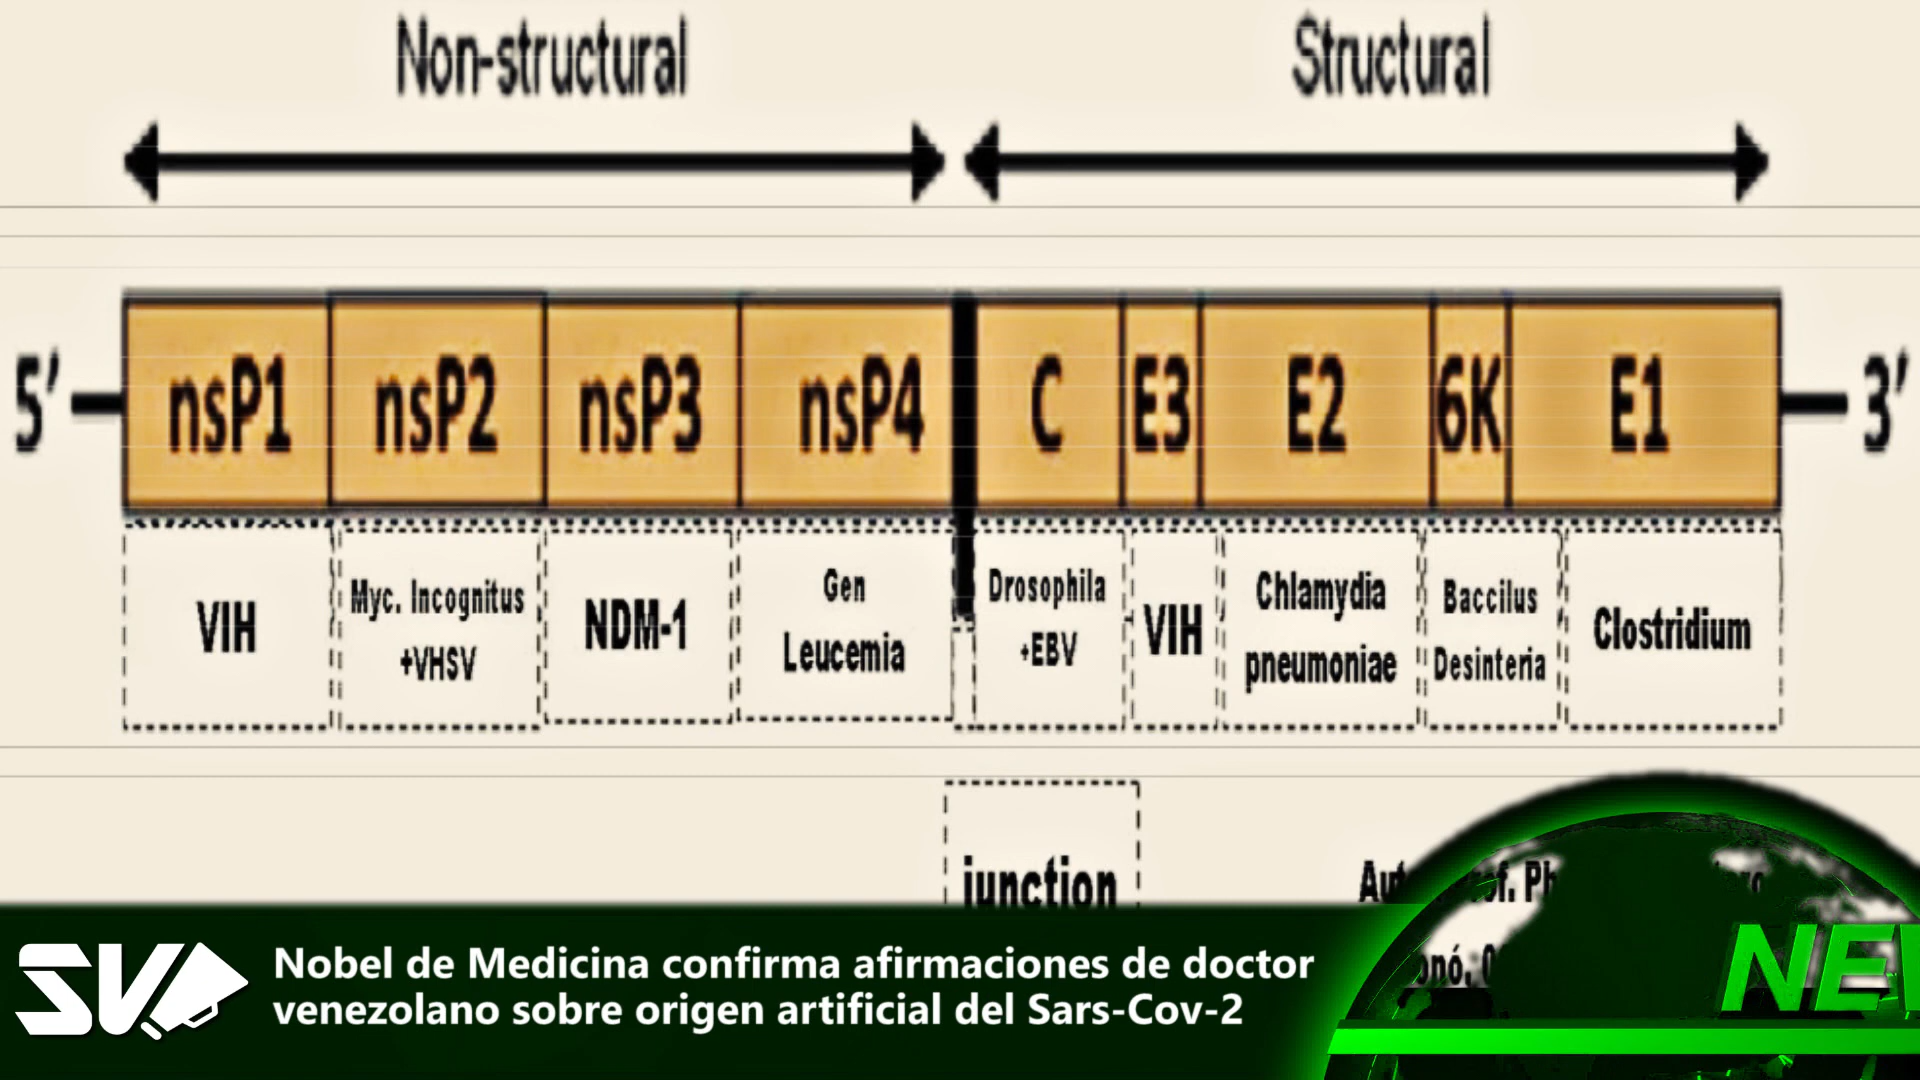 Non-structural Structural
5′ nsP1 nsP2 nsP3 nsP4 C E3 E2 6K E1 3′
VIH
Myc. Incognitus
+VHSV
NDM-1
Gen
Leucemia
Drosophila
+EBV
VIH
Chlamydia
pneumoniae
Baccilus
Desinteria
Clostridium
junction
SV
Nobel de Medicina confirma afirmaciones de doctor
venezolano sobre origen artificial del Sars-Cov-2